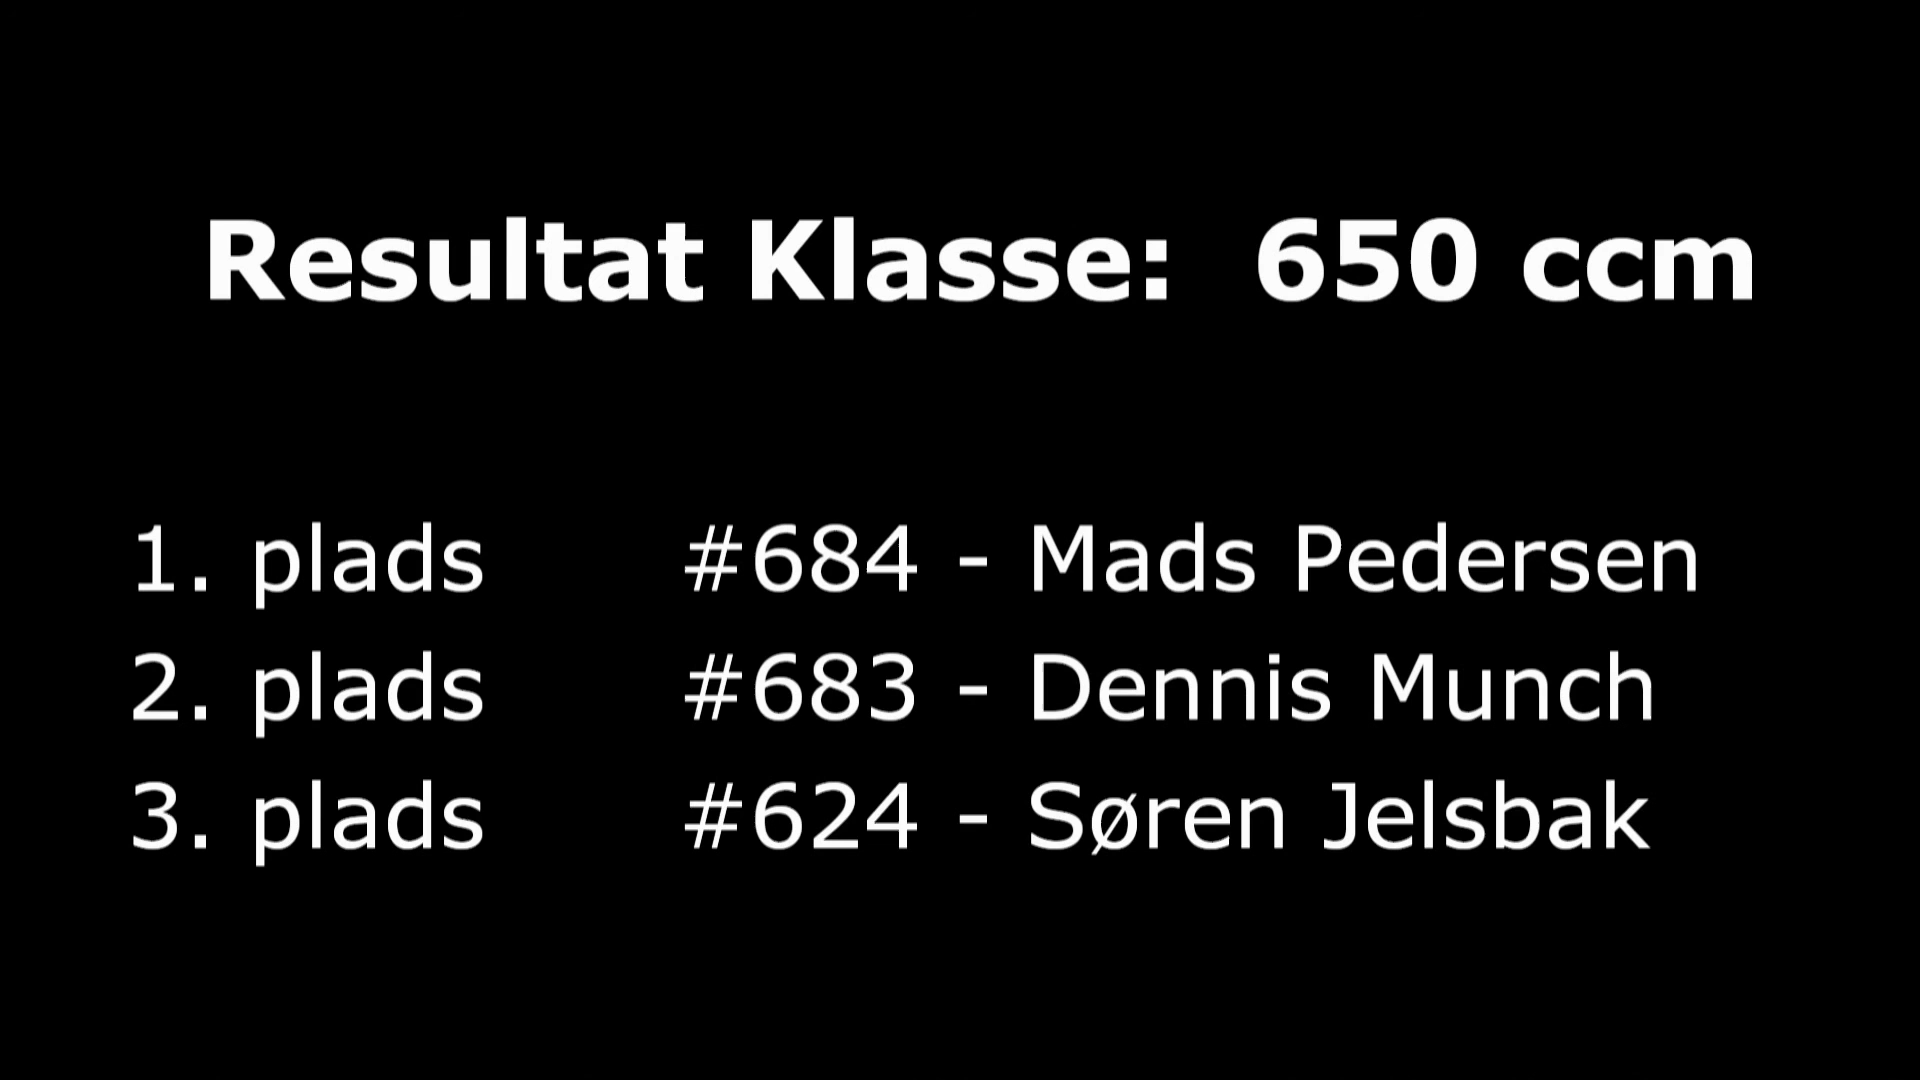 Resultat Klasse: 650 ccm
1. plads #684 - Mads Pedersen
2. plads #683 - Dennis Munch
3. plads #624 - Søren Jelsbak